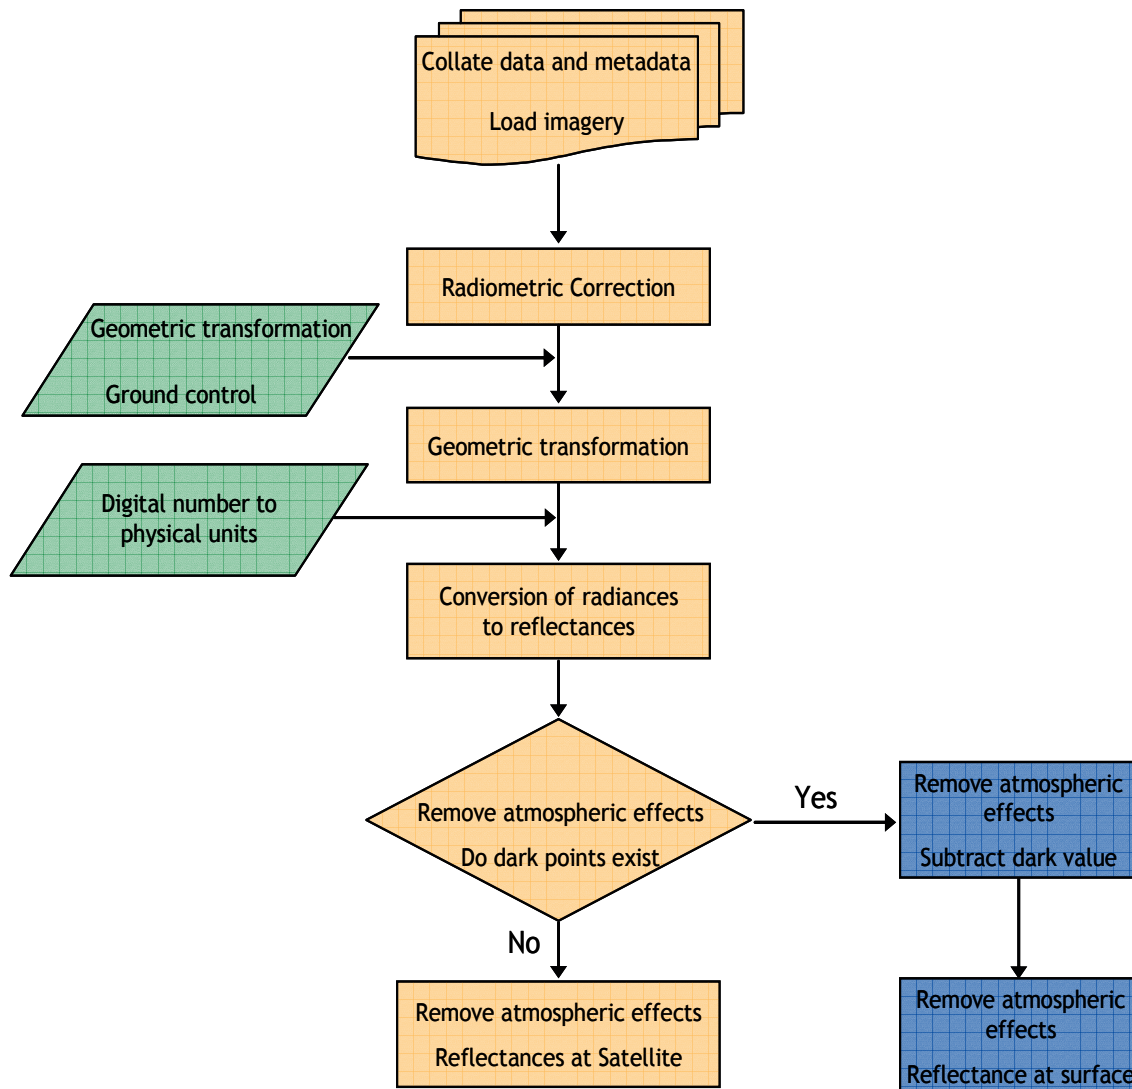 Collate data and metadata
Load imagery
Radiometric Correction
Geometric transformation
Ground control
Geometric transformation
Digital number to
physical units
Conversion of radiances
to reflectances
Remove atmospheric effects
Do dark points exist
Yes
Remove atmospheric
effects
Subtract dark value
No
Remove atmospheric effects
Reflectances at Satellite
Remove atmospheric
effects
Reflectance at surface